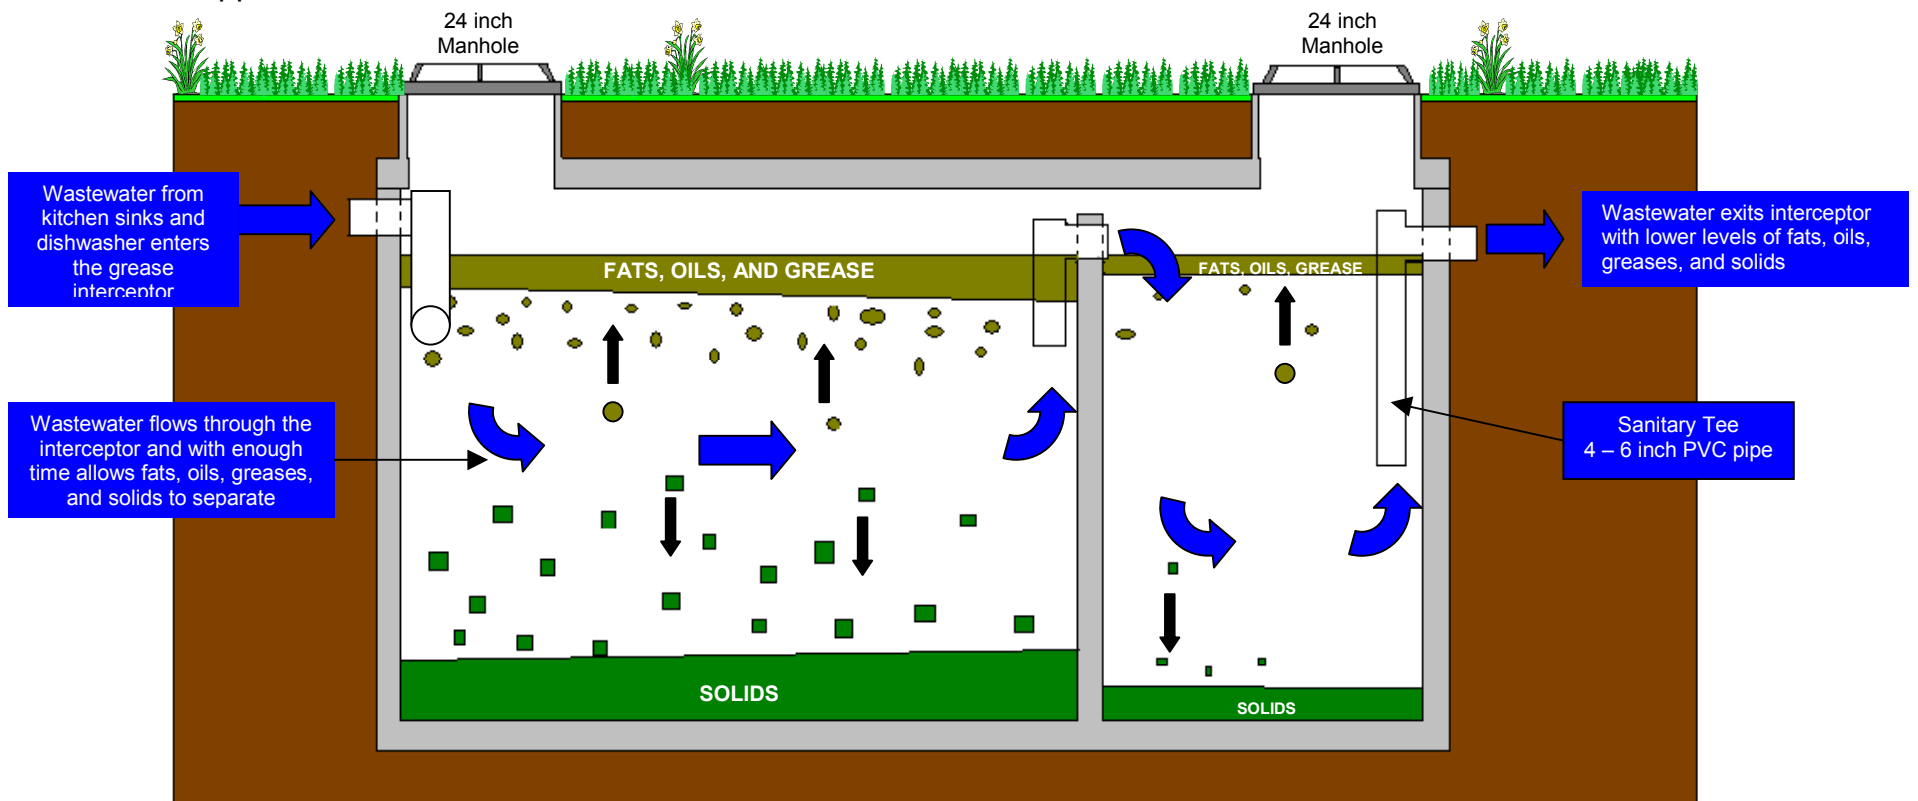 24 inch
Manhole
24 inch
Manhole
Wastewater from
kitchen sinks and
dishwasher enters
the grease
interceptor
Wastewater exits interceptor
with lower levels of fats, oils,
greases, and solids
FATS, OILS, AND GREASE
FATS, OILS, GREASE
Wastewater flows through the
interceptor and with enough
time allows fats, oils, greases,
and solids to separate
Sanitary Tee
4 – 6 inch PVC pipe
SOLIDS
SOLIDS